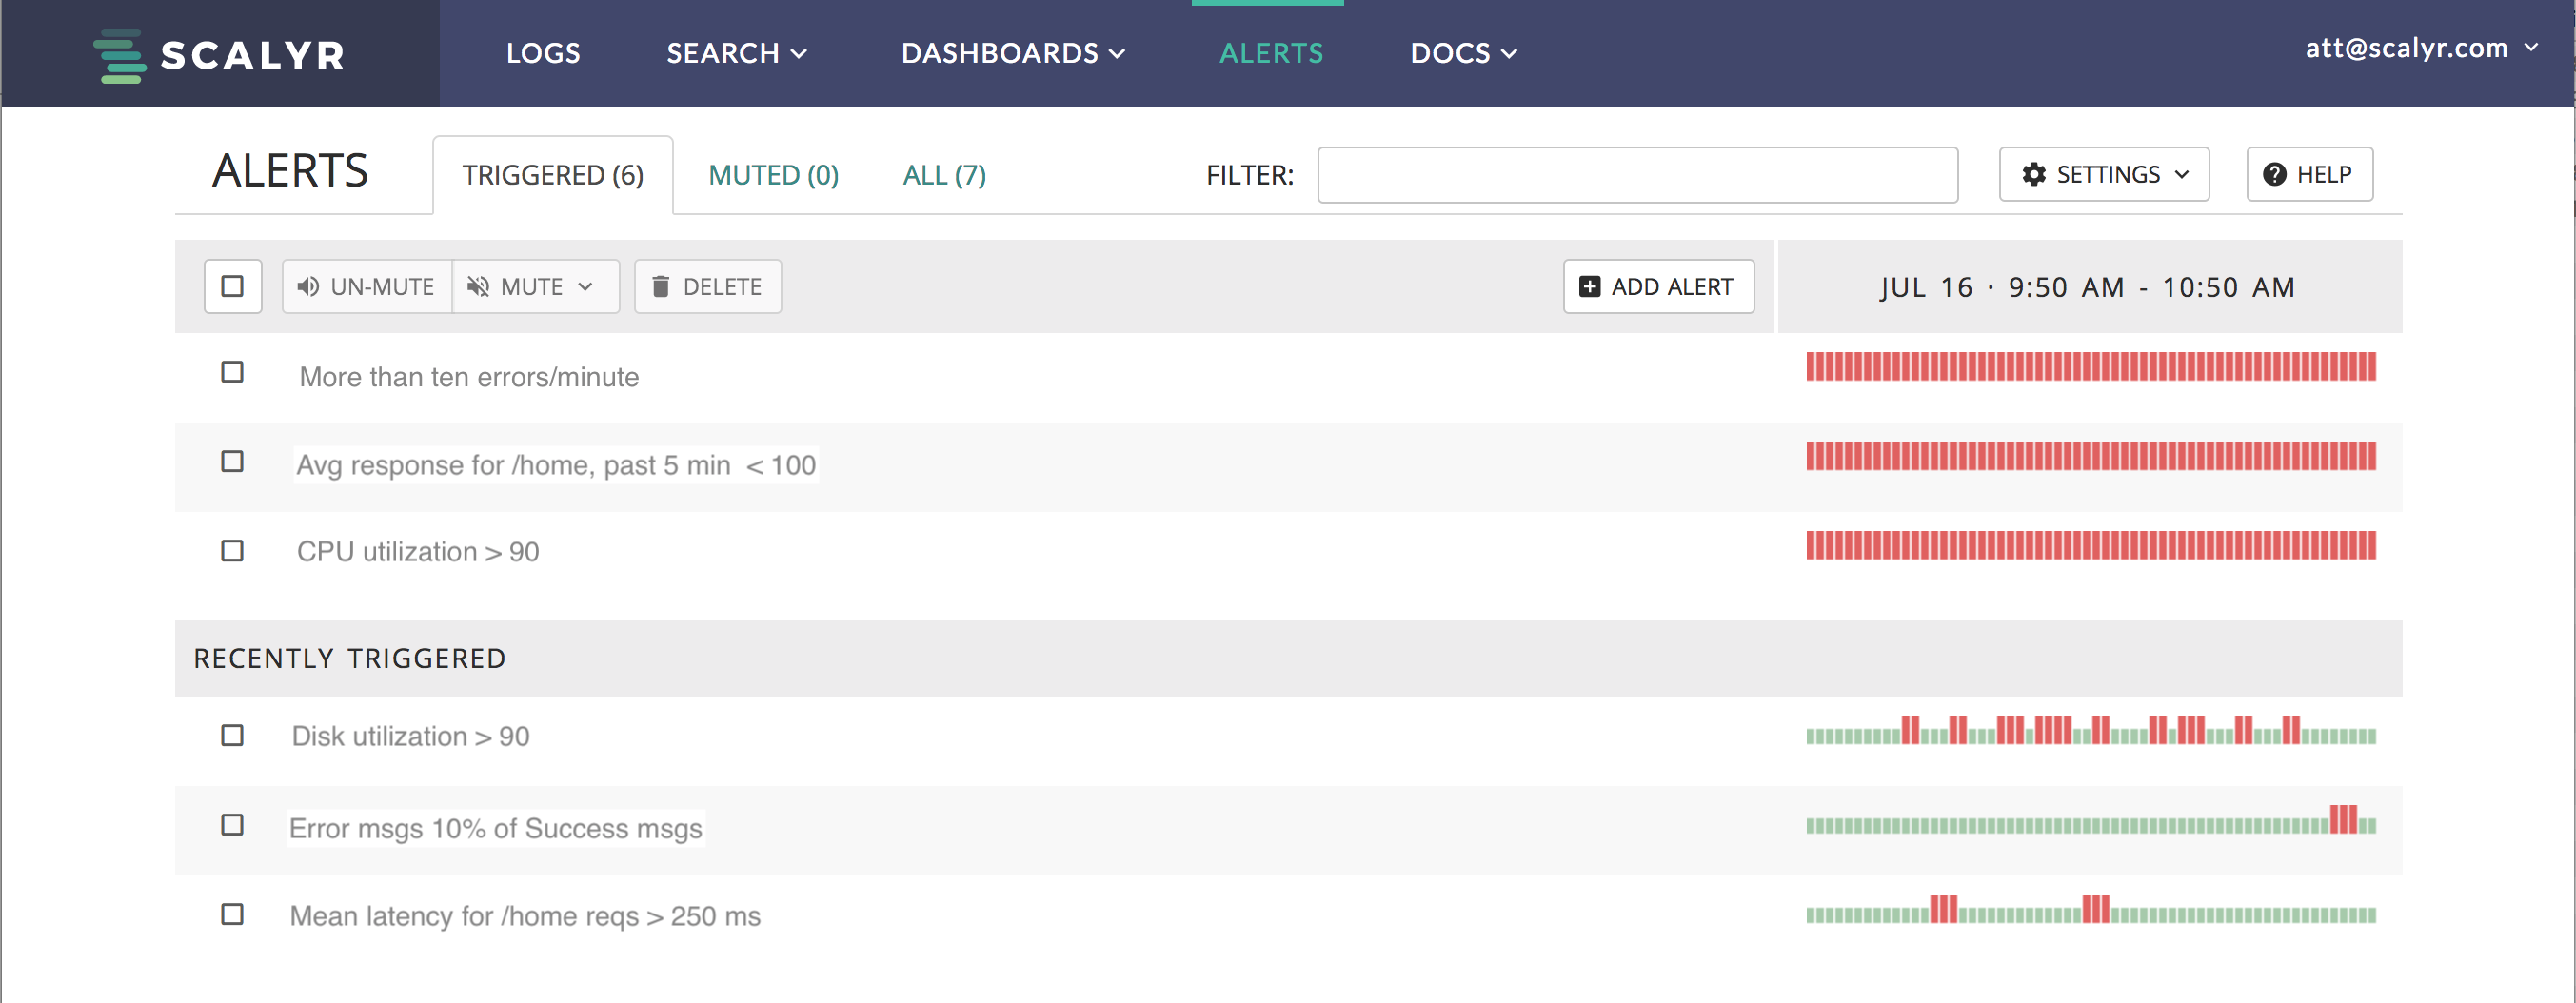 SCALYR LOGS SEARCH DASHBOARDS ALERTS DOCS att@scalyr.com
ALERTS TRIGGERED (6) MUTED (0) ALL (7) FILTER: SETTINGS HELP
UN-MUTE MUTE DELETE ADD ALERT JUL 16 · 9:50 AM - 10:50 AM
More than ten errors/minute
Avg response for /home, past 5 min < 100
CPU utilization > 90
RECENTLY TRIGGERED
Disk utilization > 90
Error msgs 10% of Success msgs
Mean latency for /home reqs > 250 ms